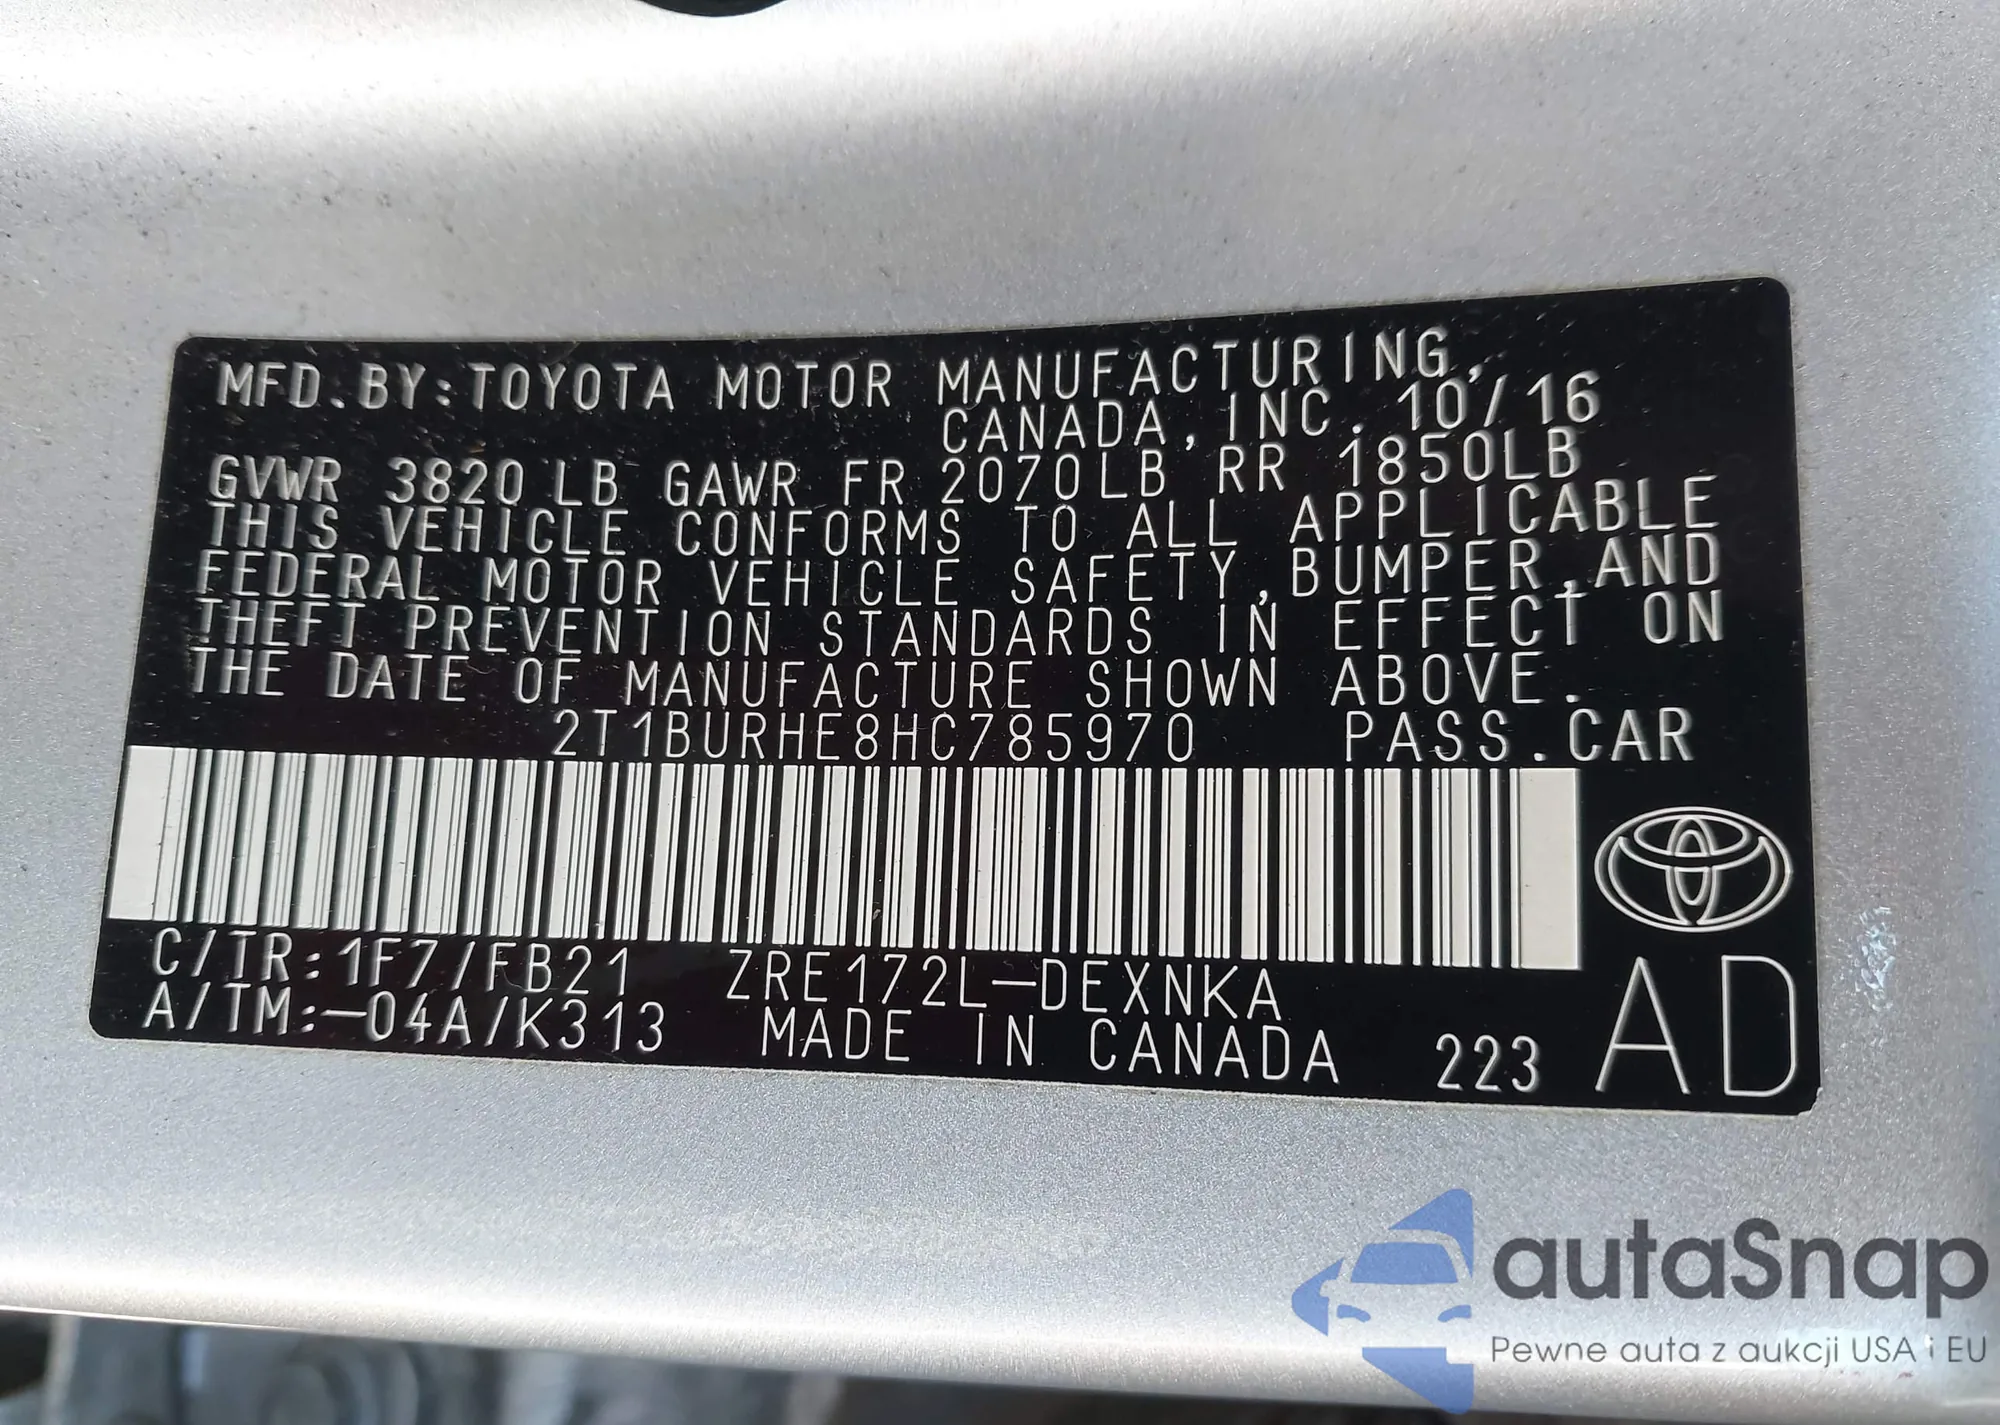 MFD.BY:TOYOTA MOTOR MANUFACTURING,
CANADA,INC. 10/16
GVWR 3820LB GAWR FR 2070LB RR 1850LB
THIS VEHICLE CONFORMS TO ALL APPLICABLE
FEDERAL MOTOR VEHICLE SAFETY,BUMPER,AND
THEFT PREVENTION STANDARDS IN EFFECT ON
THE DATE OF MANUFACTURE SHOWN ABOVE.
2T1BURHE8HC785970 PASS.CAR
C/TR:1F7/FB21 ZRE172L-DEXNKA
A/TM:-04A/K313 MADE IN CANADA 223 AD
autaSnap
Pewne auta z aukcji USA i EU